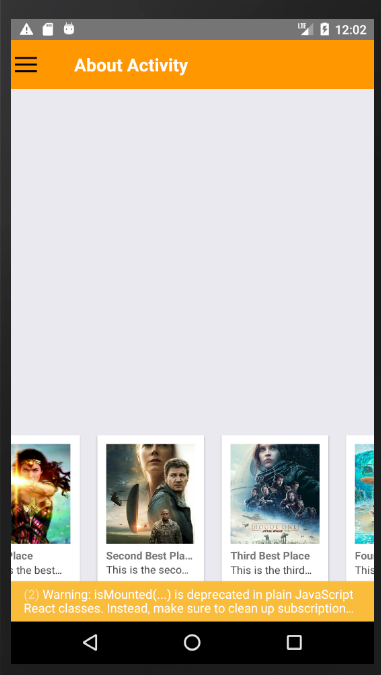 LTE 12:02
About Activity
Place
Second Best Pla...
Third Best Place
Fou
s the best...
This is the seco...
This is the third...
This
ROGUE ONE
(2) Warning: isMounted(...) is deprecated in plain JavaScript
React classes. Instead, make sure to clean up subscription...